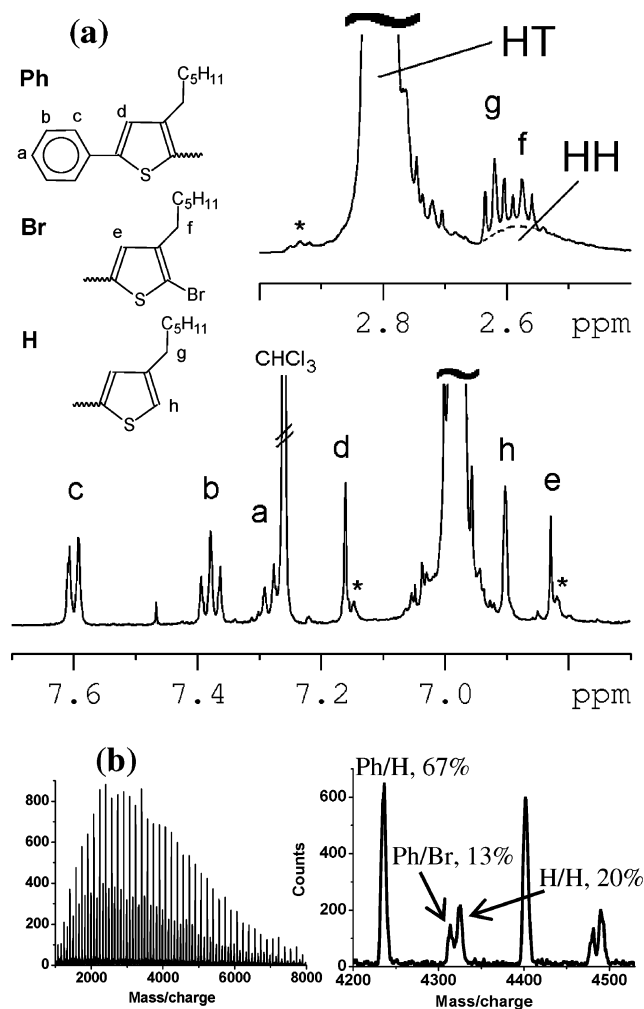 (a)
Ph
C5H11
d
b
c
a
S
Br
C5H11
e
f
S
Br
H
C5H11
g
S
h
HT
g
f
HH
*
2.8
2.6
ppm
CHCl3
c
b
a
d
*
h
e
*
7.6
7.4
7.2
7.0
ppm
(b)
800
600
400
200
0
2000
4000
6000
8000
Mass/charge
Ph/H, 67%
Ph/Br, 13%
H/H, 20%
Counts
600
400
200
0
4200
4300
4400
4500
Mass/charge